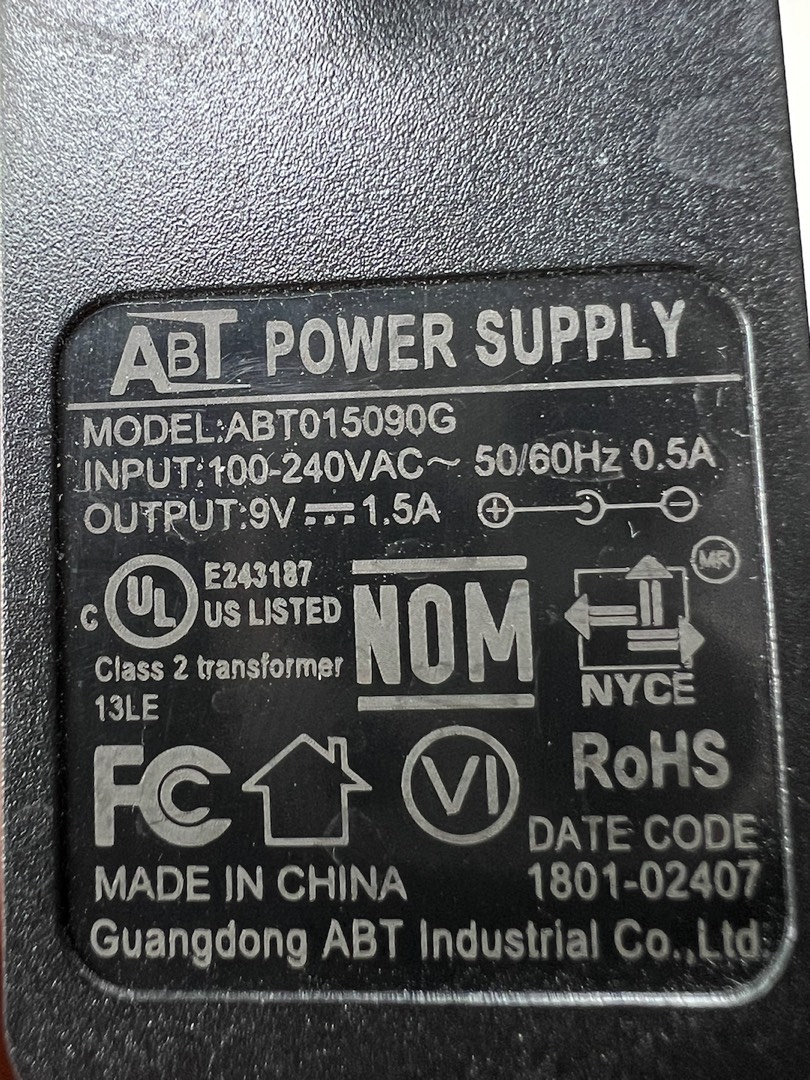 ABT POWER SUPPLY
MODEL:ABT015090G
INPUT:100-240VAC~ 50/60Hz 0.5A
OUTPUT:9V⎓1.5A
E243187
C UL US LISTED
Class 2 transformer
13LE
NOM
MR
NYCE
FC
VI
RoHS
DATE CODE
MADE IN CHINA 1801-02407
Guangdong ABT Industrial Co.,Ltd.